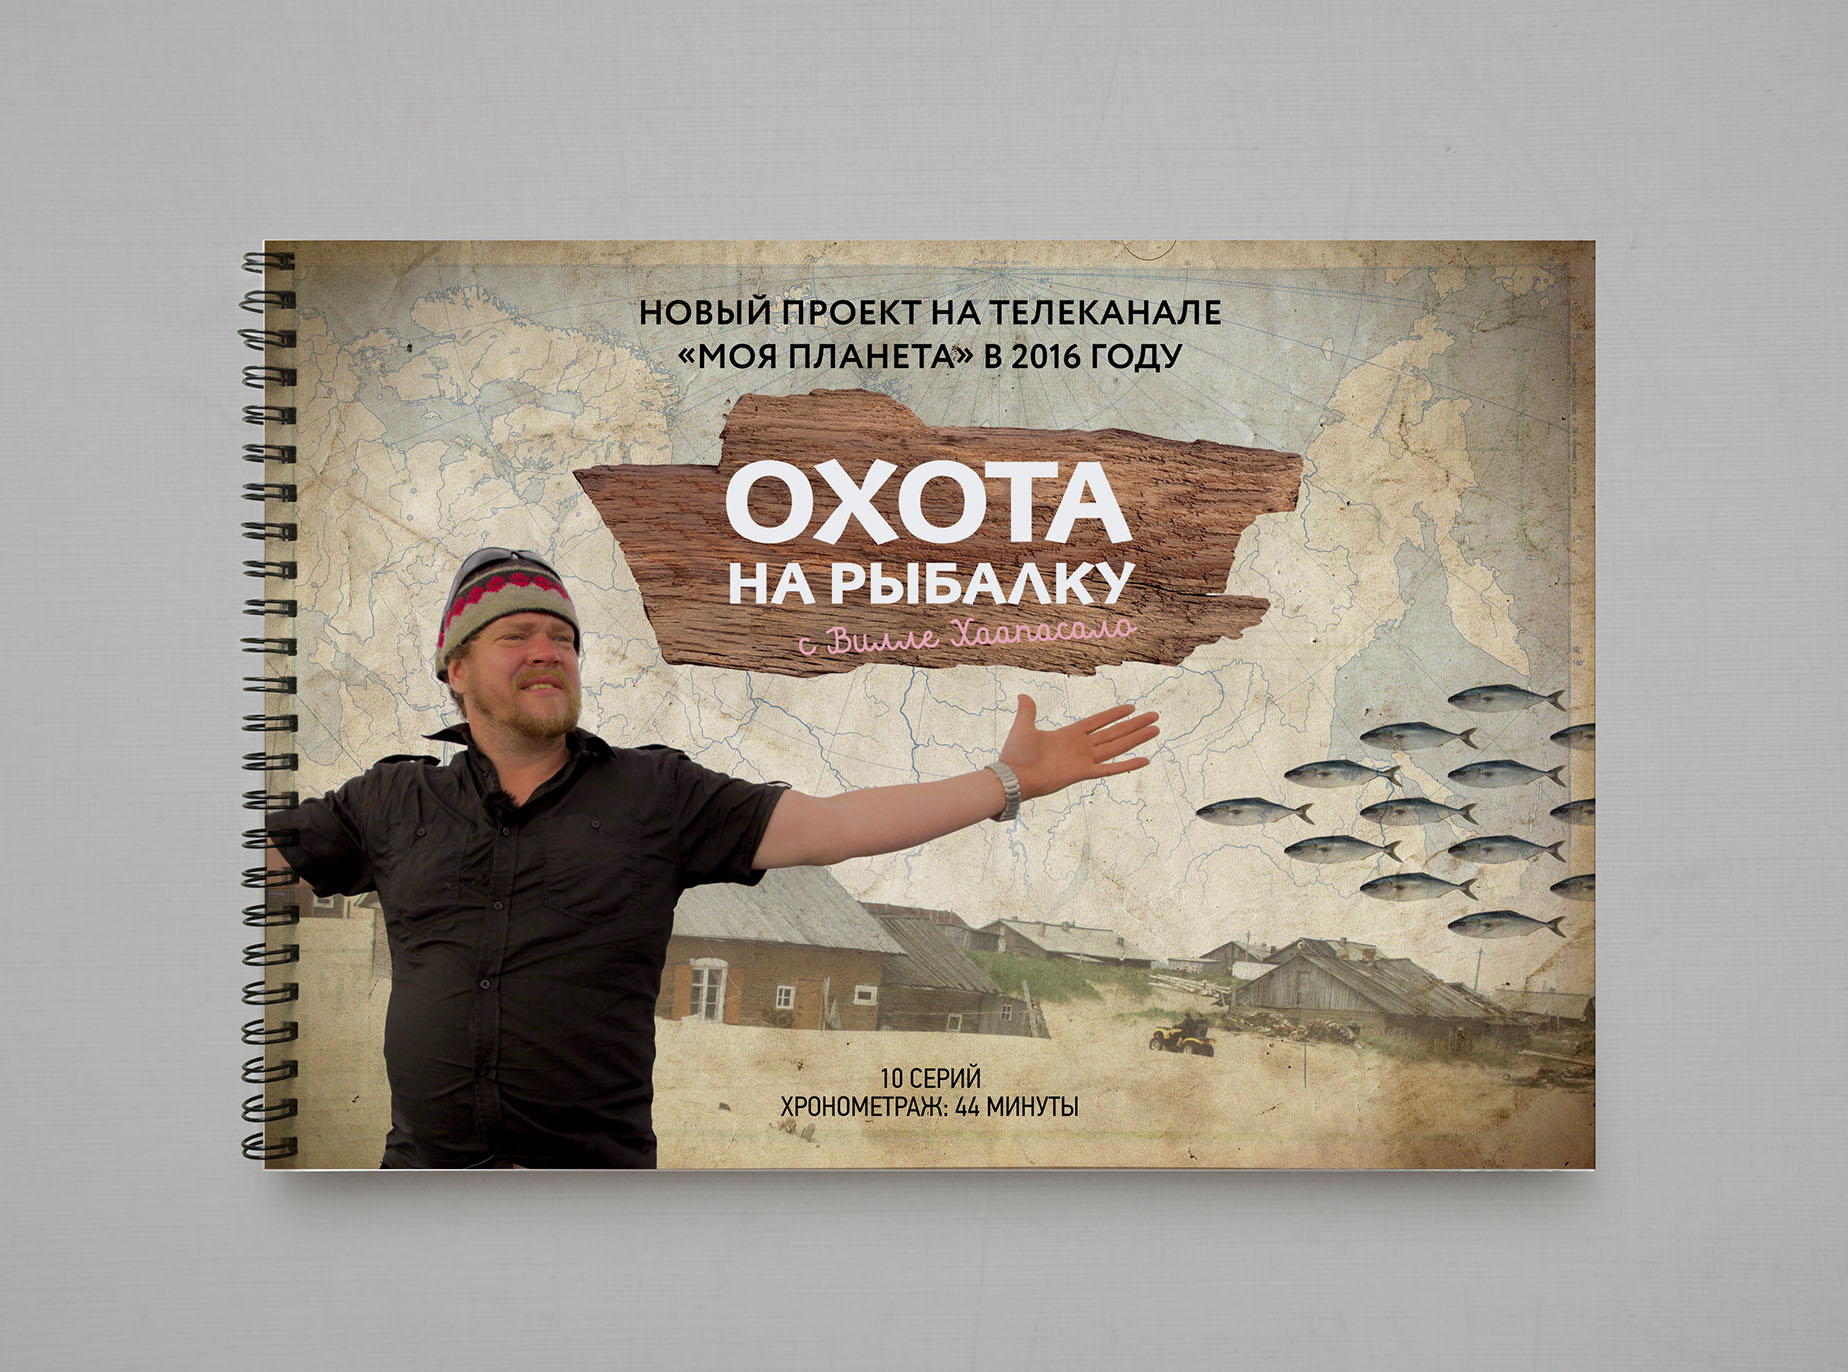 НОВЫЙ ПРОЕКТ НА ТЕЛЕКАНАЛЕ
«МОЯ ПЛАНЕТА» В 2016 ГОДУ
ОХОТА
НА РЫБАЛКУ
с Вилле Хаапасало
10 СЕРИЙ
ХРОНОМЕТРАЖ: 44 МИНУТЫ